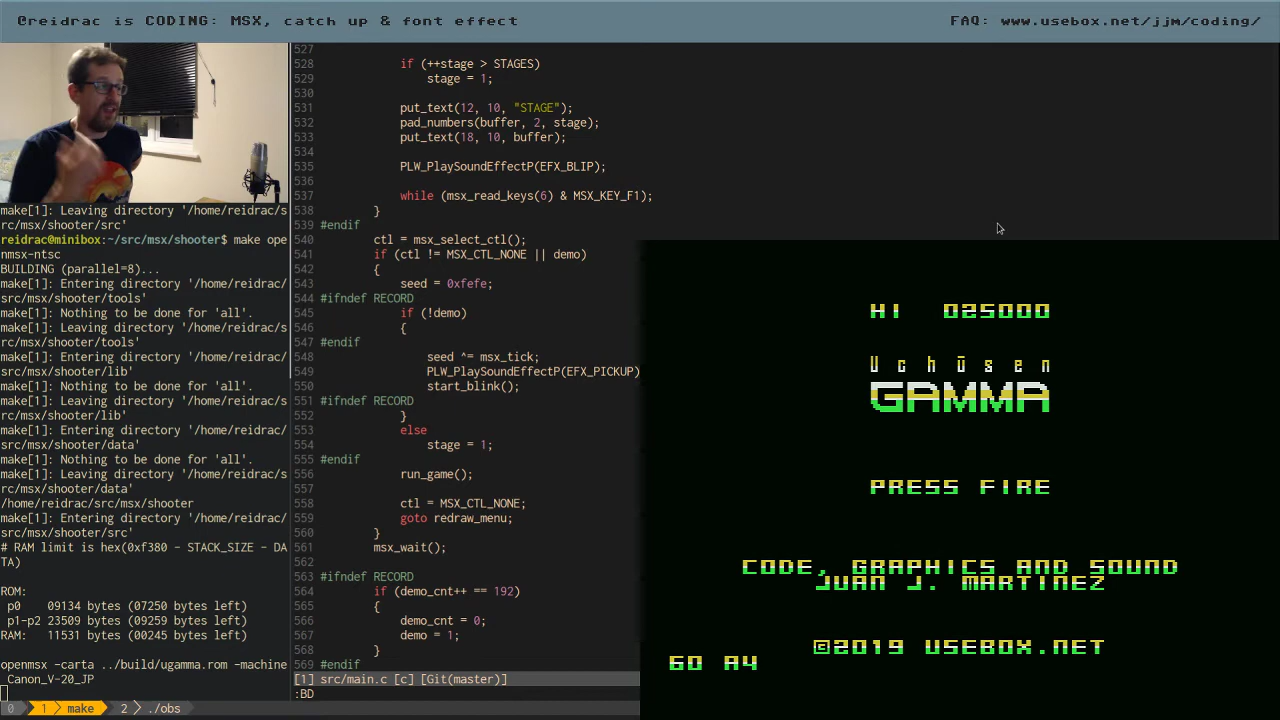 @reidrac is CODING: MSX, catch up & font effect
FAQ: www.usebox.net/jjm/coding/
make[1]: Leaving directory '/home/reidrac/s
rc/msx/shooter/src'
reidrac@minibox:~/src/msx/shooter$ make ope
nmsx-ntsc
BUILDING (parallel=8)...
make[1]: Entering directory '/home/reidrac/
src/msx/shooter/tools'
make[1]: Nothing to be done for 'all'.
make[1]: Leaving directory '/home/reidrac/s
rc/msx/shooter/tools'
make[1]: Entering directory '/home/reidrac/
src/msx/shooter/lib'
make[1]: Nothing to be done for 'all'.
make[1]: Leaving directory '/home/reidrac/s
rc/msx/shooter/lib'
make[1]: Entering directory '/home/reidrac/
src/msx/shooter/data'
make[1]: Nothing to be done for 'all'.
make[1]: Leaving directory '/home/reidrac/s
rc/msx/shooter/data'
/home/reidrac/src/msx/shooter
make[1]: Entering directory '/home/reidrac/
src/msx/shooter/src'
# RAM limit is hex(0xf380 - STACK_SIZE - DA
TA)
ROM:
p0 09134 bytes (07250 bytes left)
p1-p2 23509 bytes (09259 bytes left)
RAM: 11531 bytes (00245 bytes left)
openmsx -carta ../build/ugamma.rom -machine
Canon_V-20_JP
0 1 make 2 ./obs
527
528 if (++stage > STAGES)
529 stage = 1;
530
531 put_text(12, 10, "STAGE");
532 pad_numbers(buffer, 2, stage);
533 put_text(18, 10, buffer);
534
535 PLW_PlaySoundEffectP(EFX_BLIP);
536
537 while (msx_read_keys(6) & MSX_KEY_F1);
538 }
539 #endif
540 ctl = msx_select_ctl();
541 if (ctl != MSX_CTL_NONE || demo)
542 {
543 seed = 0xfefe;
544 #ifndef RECORD
545 if (!demo)
546 {
547 #endif
548 seed ^= msx_tick;
549 PLW_PlaySoundEffectP(EFX_PICKUP)
550 start_blink();
551 #ifndef RECORD
552 }
553 else
554 stage = 1;
555 #endif
556 run_game();
557
558 ctl = MSX_CTL_NONE;
559 goto redraw_menu;
560 }
561 msx_wait();
562
563 #ifndef RECORD
564 if (demo_cnt++ == 192)
565 {
566 demo_cnt = 0;
567 demo = 1;
568 }
569 #endif
[1] src/main.c [c] [Git(master)]
:BD
HI 025000
Uchūsen
GAMMA
PRESS FIRE
CODE, GRAPHICS AND SOUND
JUAN J. MARTINEZ
©2019 USEBOX.NET
60 A4